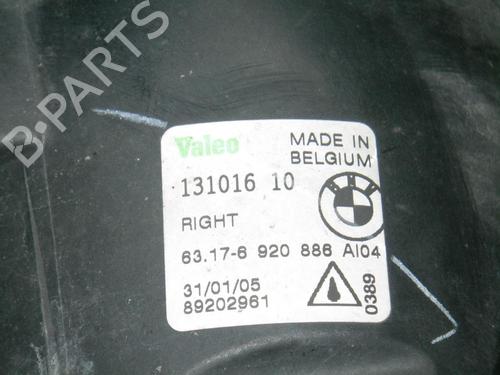 B-PARTS
Valeo
MADE IN
BELGIUM
131016 10
RIGHT
63.17-6 920 886 AI04
31/01/05
89202961
0389